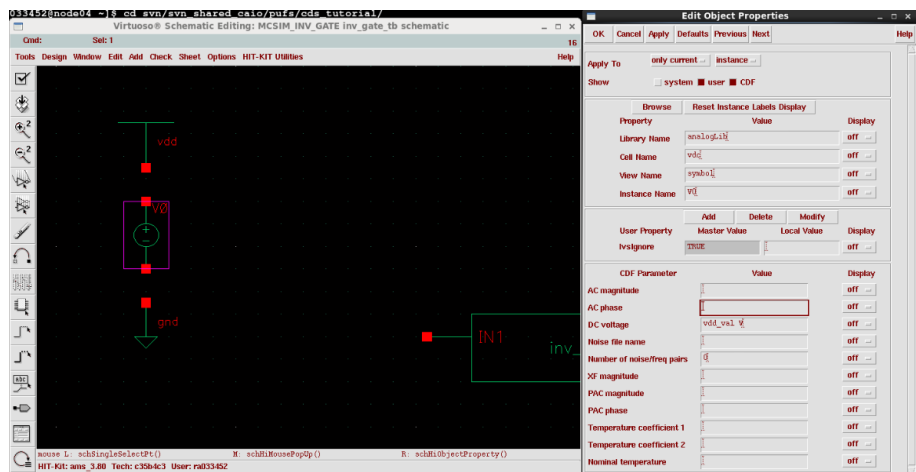 033452@node04 ~]$ cd svn/svn_shared_caio/pufs/cds_tutorial/
Virtuoso® Schematic Editing: MCSIM_INV_GATE inv_gate_tb schematic
Cmd: Sel: 1 16
Tools Design Window Edit Add Check Sheet Options HIT-KIT Utilities Help
vdd
V0
gnd
IN1
inv_
mouse L: schSingleSelectPt() M: schHiMousePopUp() R: schHiObjectProperty()
HIT-Kit: ams_3.80 Tech: c35b4c3 User: ra033452
Edit Object Properties
OK Cancel Apply Defaults Previous Next Help
Apply To only current instance
Show system user CDF
Browse Reset Instance Labels Display
Property Value Display
Library Name analogLib off
Cell Name vdc off
View Name symbol off
Instance Name V0 off
Add Delete Modify
User Property Master Value Local Value Display
lvsIgnore TRUE off
CDF Parameter Value Display
AC magnitude off
AC phase off
DC voltage vdd_val V off
Noise file name off
Number of noise/freq pairs 0 off
XF magnitude off
PAC magnitude off
PAC phase off
Temperature coefficient 1 off
Temperature coefficient 2 off
Nominal temperature off